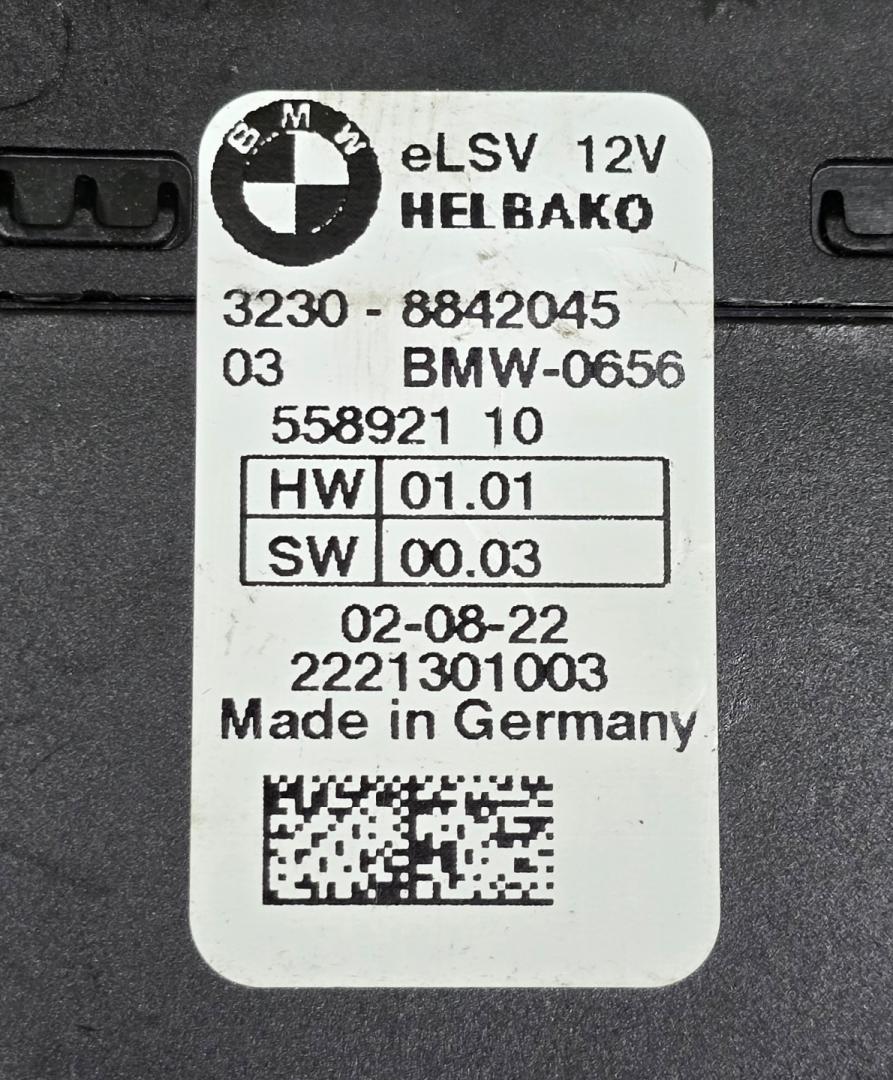 BMW
eLSV 12V
HELBAKO
3230 - 8842045
03 BMW-0656
558921 10
HW 01.01
SW 00.03
02-08-22
2221301003
Made in Germany